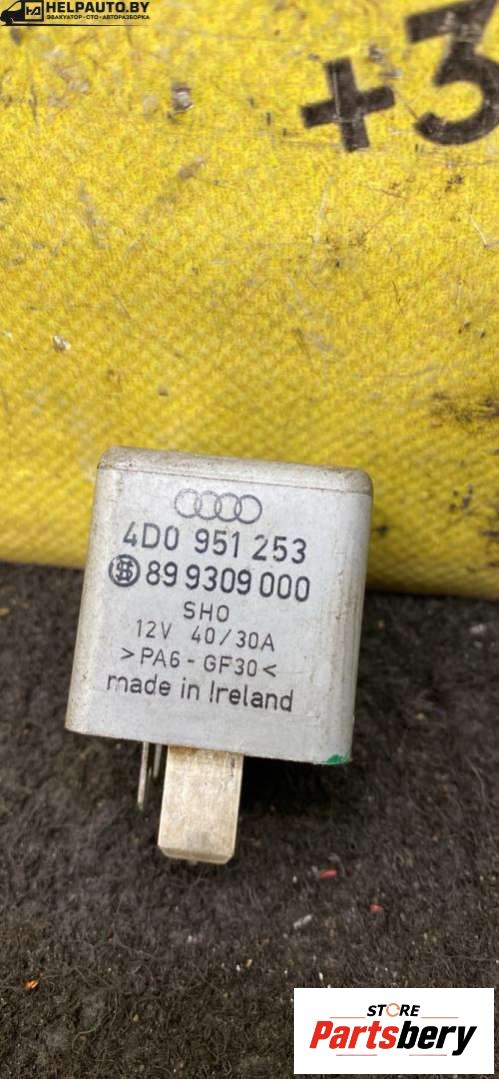 HELPAUTO.BY
ЭВАКУАТОР-СТО-АВТОРАЗБОРКА
+3
4D0 951 253
89 9309 000
SHO
12V 40/30A
>PA6-GF30<
made in Ireland
STORE
Partsbery